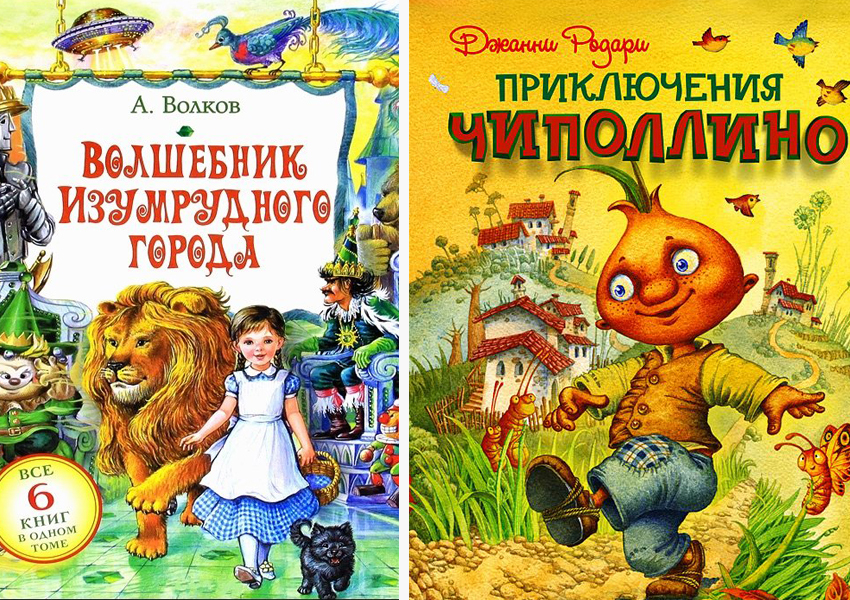 А. Волков
Волшебник
Изумрудного
города
ВСЕ
6
КНИГ
В ОДНОМ
ТОМЕ
Джанни Родари
ПРИКЛЮЧЕНИЯ
ЧИПОЛЛИНО